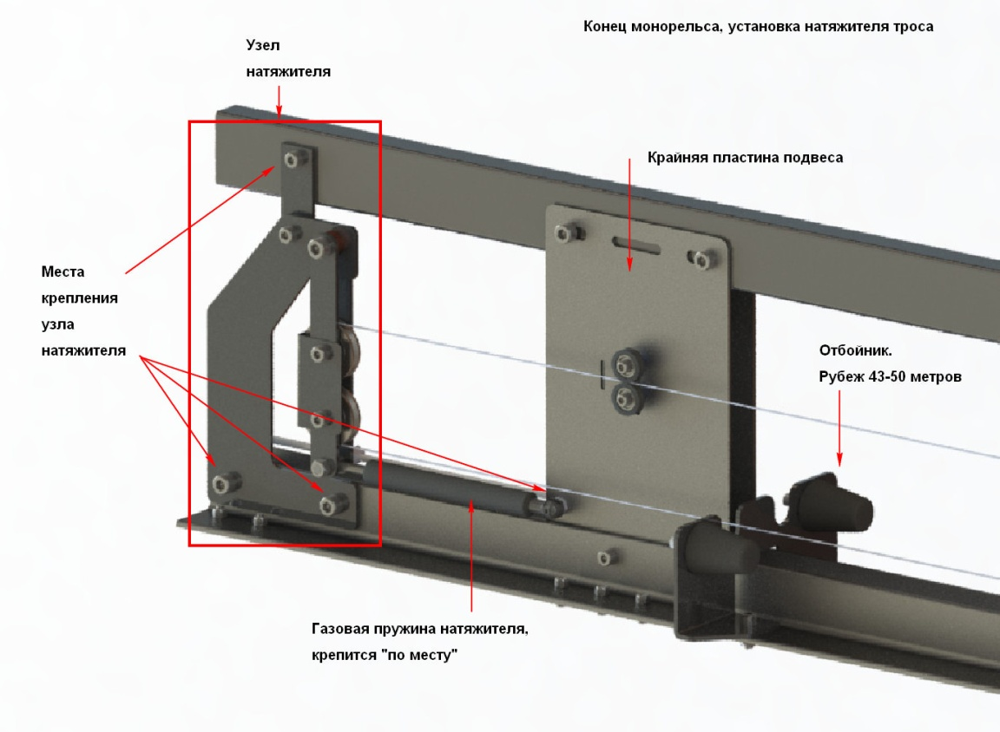 Конец монорельса, установка натяжителя троса
Узел
натяжителя
Крайняя пластина подвеса
Места
крепления
узла
натяжителя
Отбойник.
Рубеж 43-50 метров
Газовая пружина натяжителя,
крепится "по месту"